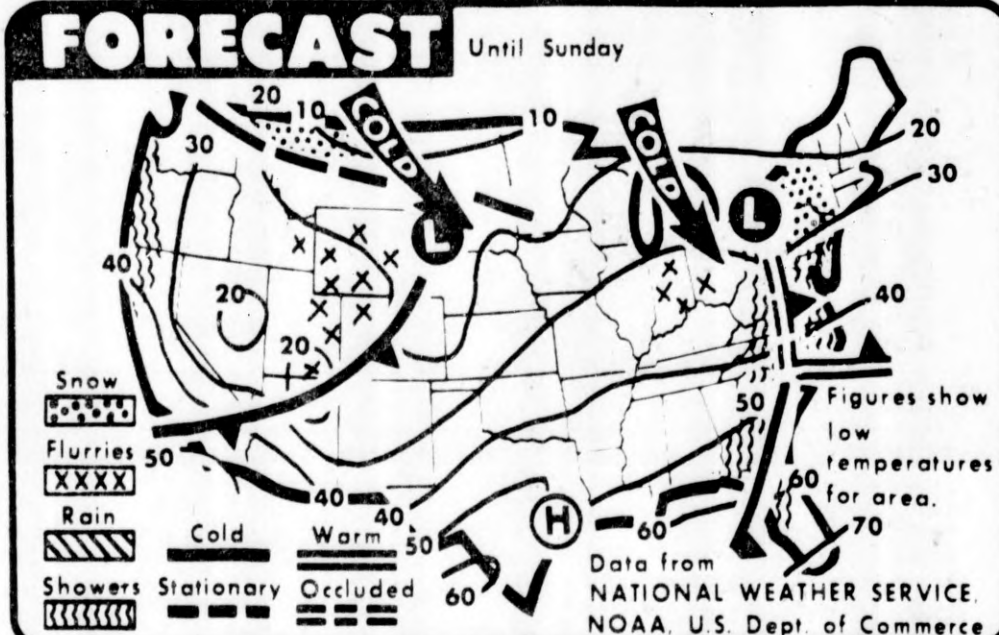 FORECAST Until Sunday
20
10
COLD
10
COLD
20
30
30
L
L
40
20
40
20
50
50
40
40
50
H
60
60
60
70
Snow
Flurries
Rain
Showers
Cold
Warm
Stationary
Occluded
Figures show
low
temperatures
for area.
Data from
NATIONAL WEATHER SERVICE,
NOAA, U.S. Dept. of Commerce